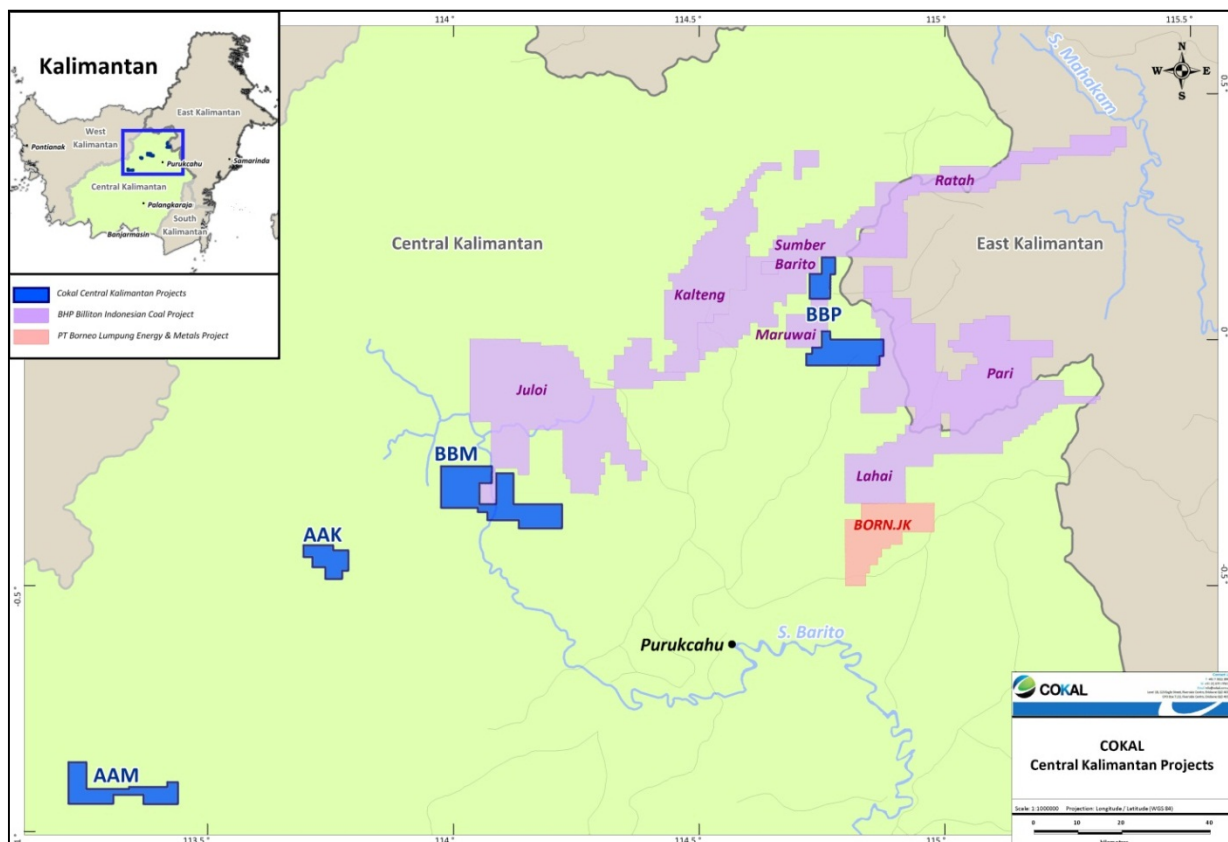 Kalimantan
East Kalimantan
West
Kalimantan
Pontianak
Purukcahu
Samarinda
Central Kalimantan
Palangkaraja
South
Kalimantan
Banjarmasin
Cokal Central Kalimantan Projects
BHP Billiton Indonesian Coal Project
PT Borneo Lumpung Energy & Metals Project
114 °
114.5 °
115 °
115.5 °
N
W E
S
S. Mahakam
0.5 °
Ratah
Central Kalimantan
Sumber
Barito
East Kalimantan
Kalteng
BBP
Maruwai
Juloi
Pari
BBM
Lahai
AAK
BORN.JK
-0.5 °
-0.5 °
Purukcahu
S. Barito
AAM
COKAL
COKAL
Central Kalimantan Projects
Scale: 1:1000000 Projection: Longitude / Latitude (WGS 84)
0 10 20 40
kilometres
113.5 °
114 °
114.5 °
115 °